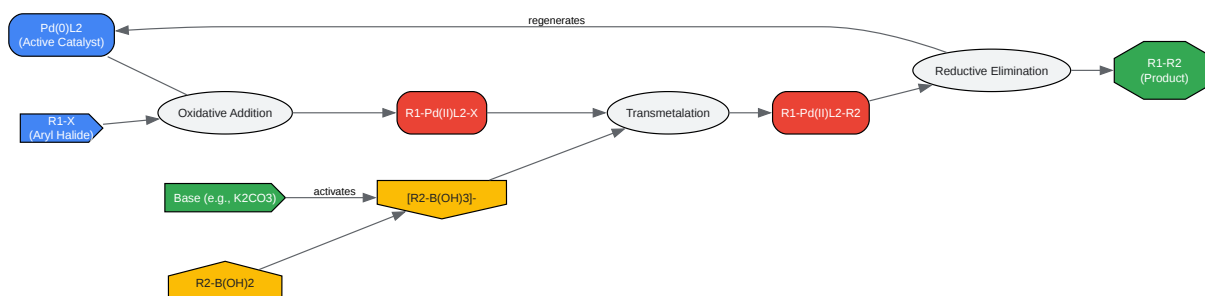 regenerates
Pd(0)L2
(Active Catalyst)
R1-X
(Aryl Halide)
Oxidative Addition
R1-Pd(II)L2-X
Transmetalation
R1-Pd(II)L2-R2
Reductive Elimination
R1-R2
(Product)
Base (e.g., K2CO3)
activates
[R2-B(OH)3]-
R2-B(OH)2